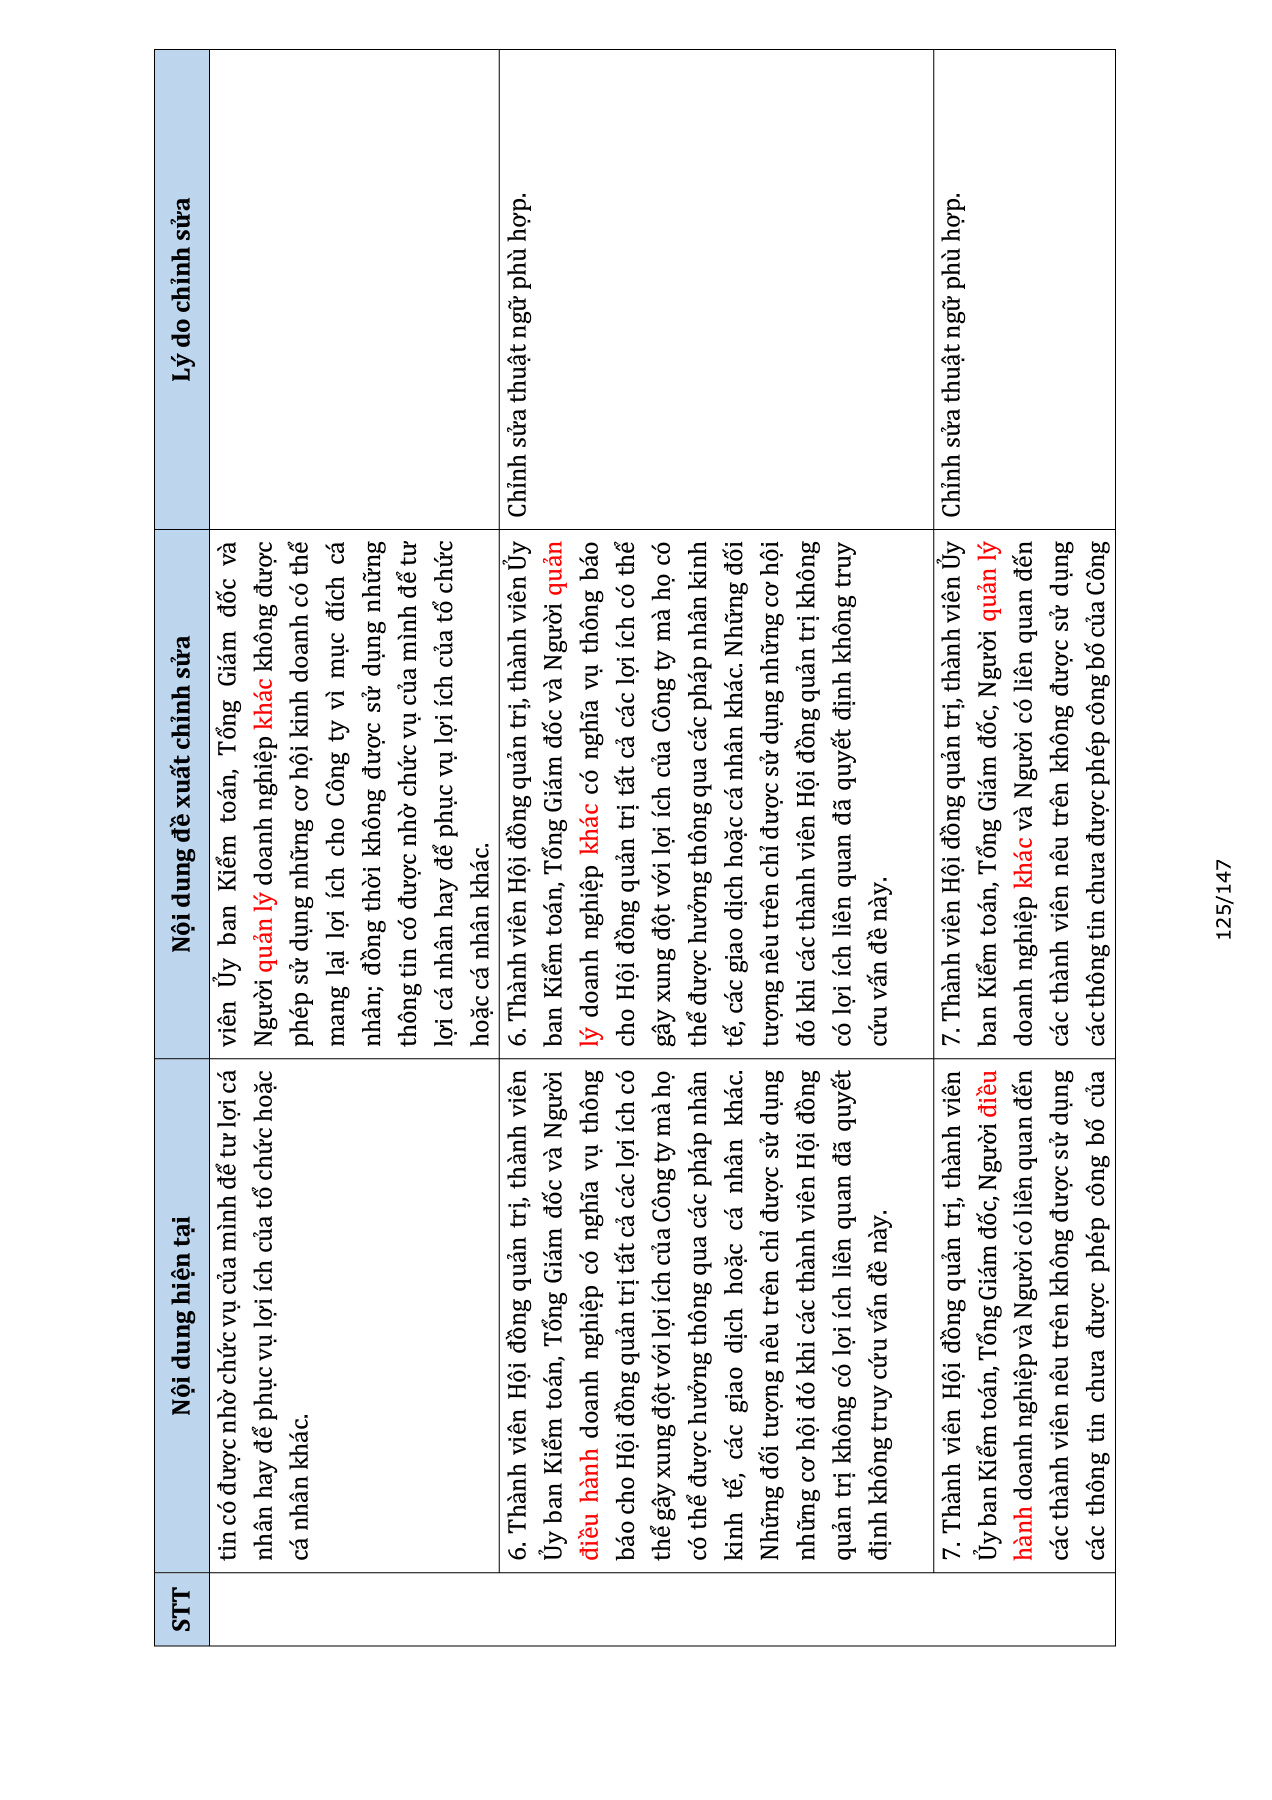 STT
Nội dung hiện tại
Nội dung đề xuất chỉnh sửa
Lý do chỉnh sửa
tin có được nhờ chức vụ của mình để tư lợi cá
nhân hay để phục vụ lợi ích của tổ chức hoặc
cá nhân khác.
viên Ủy ban Kiểm toán, Tổng Giám đốc và
Người quản lý doanh nghiệp khác không được
phép sử dụng những cơ hội kinh doanh có thể
mang lại lợi ích cho Công ty vì mục đích cá
nhân; đồng thời không được sử dụng những
thông tin có được nhờ chức vụ của mình để tư
lợi cá nhân hay để phục vụ lợi ích của tổ chức
hoặc cá nhân khác.
6. Thành viên Hội đồng quản trị, thành viên
Ủy ban Kiểm toán, Tổng Giám đốc và Người
điều hành doanh nghiệp có nghĩa vụ thông
báo cho Hội đồng quản trị tất cả các lợi ích có
thể gây xung đột với lợi ích của Công ty mà họ
có thể được hưởng thông qua các pháp nhân
kinh tế, các giao dịch hoặc cá nhân khác.
Những đối tượng nêu trên chỉ được sử dụng
những cơ hội đó khi các thành viên Hội đồng
quản trị không có lợi ích liên quan đã quyết
định không truy cứu vấn đề này.
6. Thành viên Hội đồng quản trị, thành viên Ủy
ban Kiểm toán, Tổng Giám đốc và Người quản
lý doanh nghiệp khác có nghĩa vụ thông báo
cho Hội đồng quản trị tất cả các lợi ích có thể
gây xung đột với lợi ích của Công ty mà họ có
thể được hưởng thông qua các pháp nhân kinh
tế, các giao dịch hoặc cá nhân khác. Những đối
tượng nêu trên chỉ được sử dụng những cơ hội
đó khi các thành viên Hội đồng quản trị không
có lợi ích liên quan đã quyết định không truy
cứu vấn đề này.
Chỉnh sửa thuật ngữ phù hợp.
7. Thành viên Hội đồng quản trị, thành viên
Ủy ban Kiểm toán, Tổng Giám đốc, Người điều
hành doanh nghiệp và Người có liên quan đến
các thành viên nêu trên không được sử dụng
các thông tin chưa được phép công bố của
7. Thành viên Hội đồng quản trị, thành viên Ủy
ban Kiểm toán, Tổng Giám đốc, Người quản lý
doanh nghiệp khác và Người có liên quan đến
các thành viên nêu trên không được sử dụng
các thông tin chưa được phép công bố của Công
Chỉnh sửa thuật ngữ phù hợp.
125/147